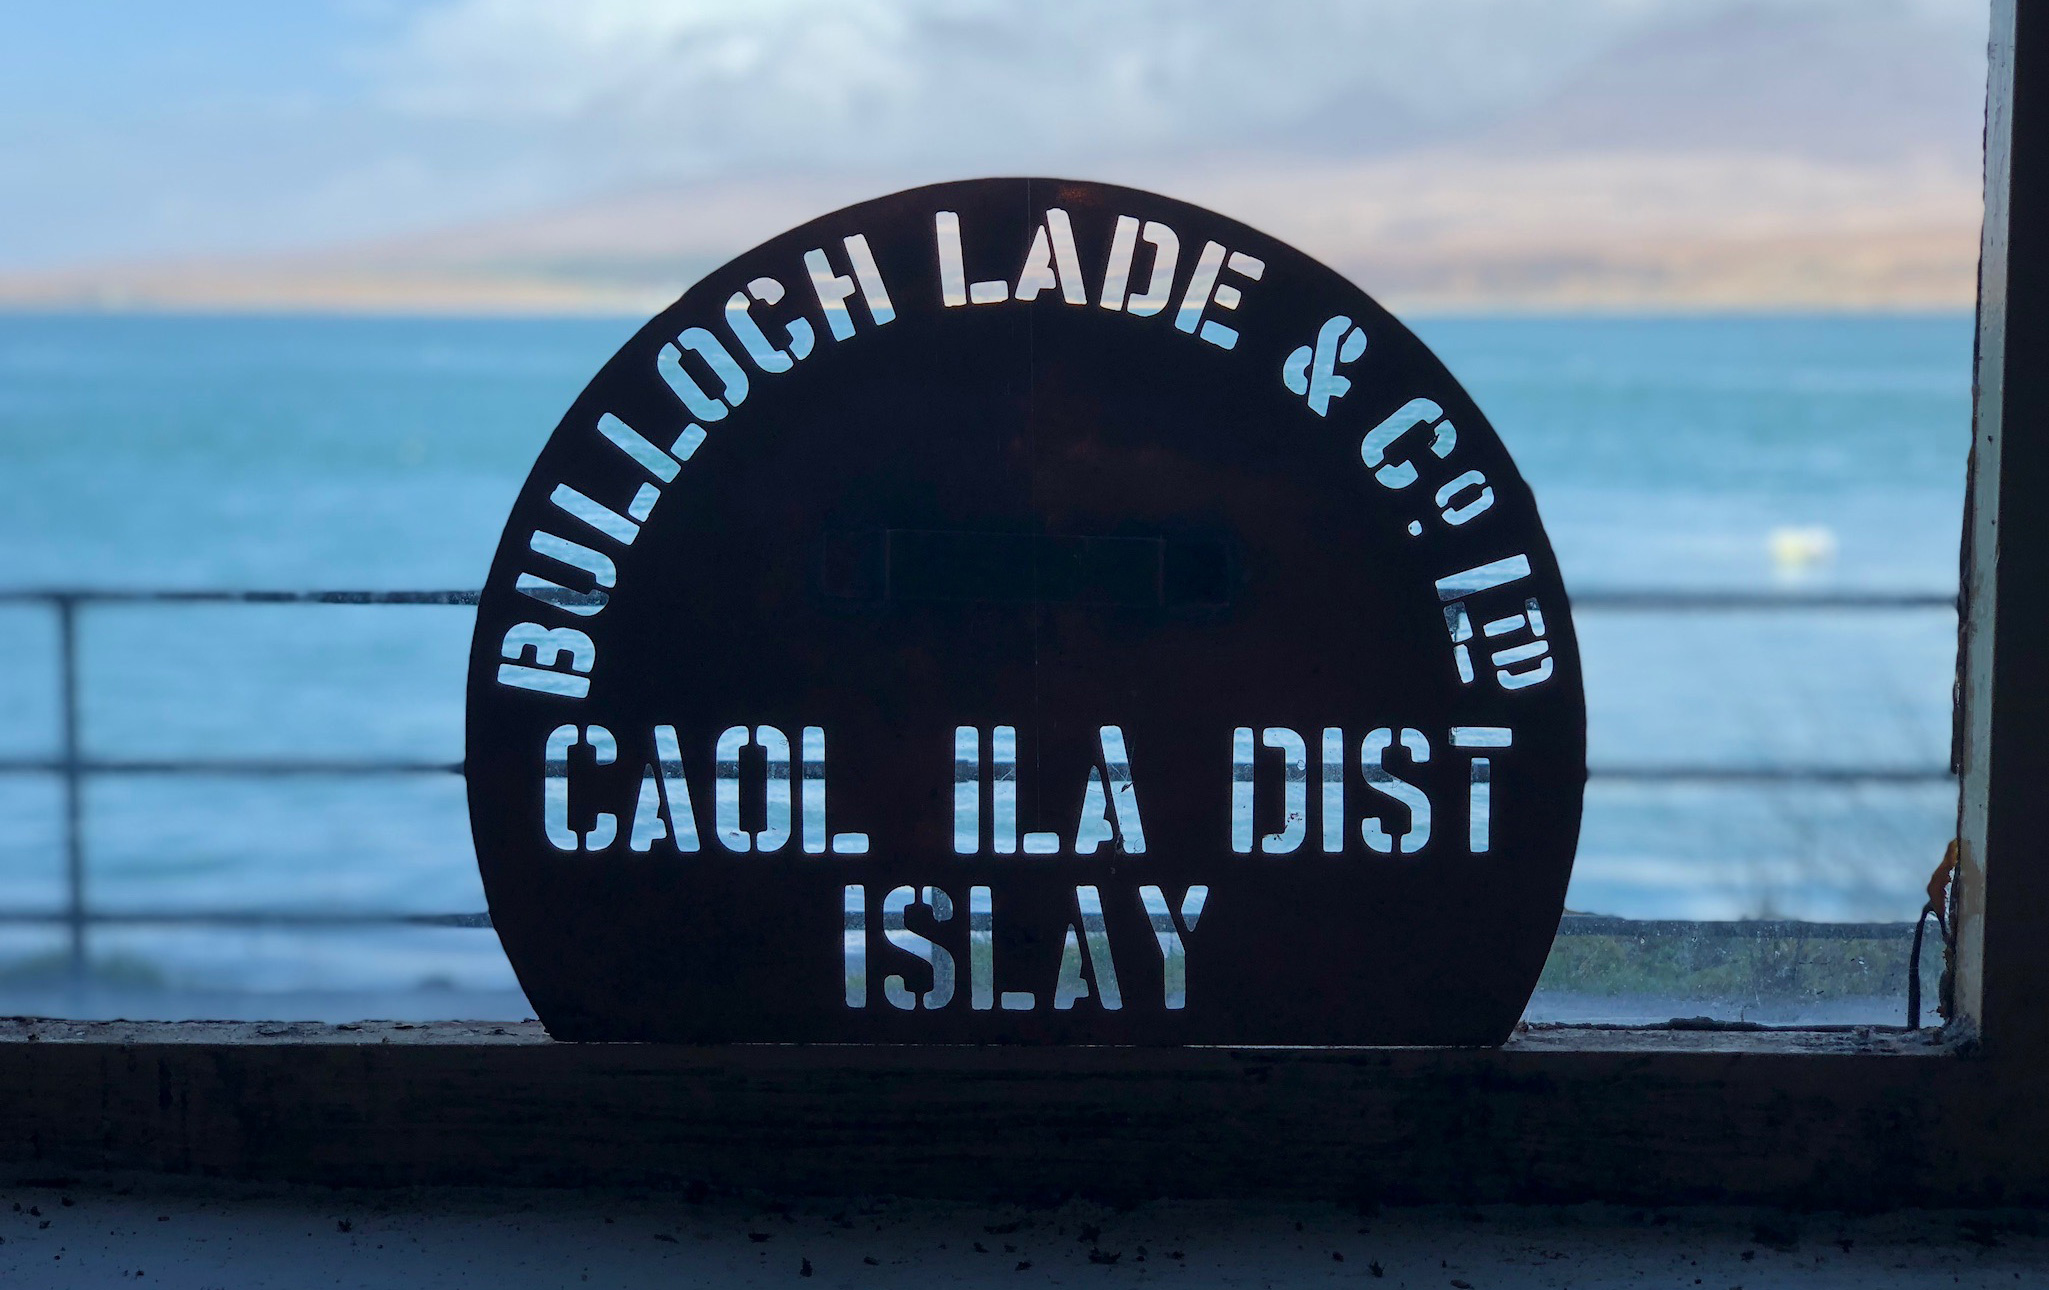 BULLOCH LADE & CO. LTD
CAOL ILA DIST
ISLAY